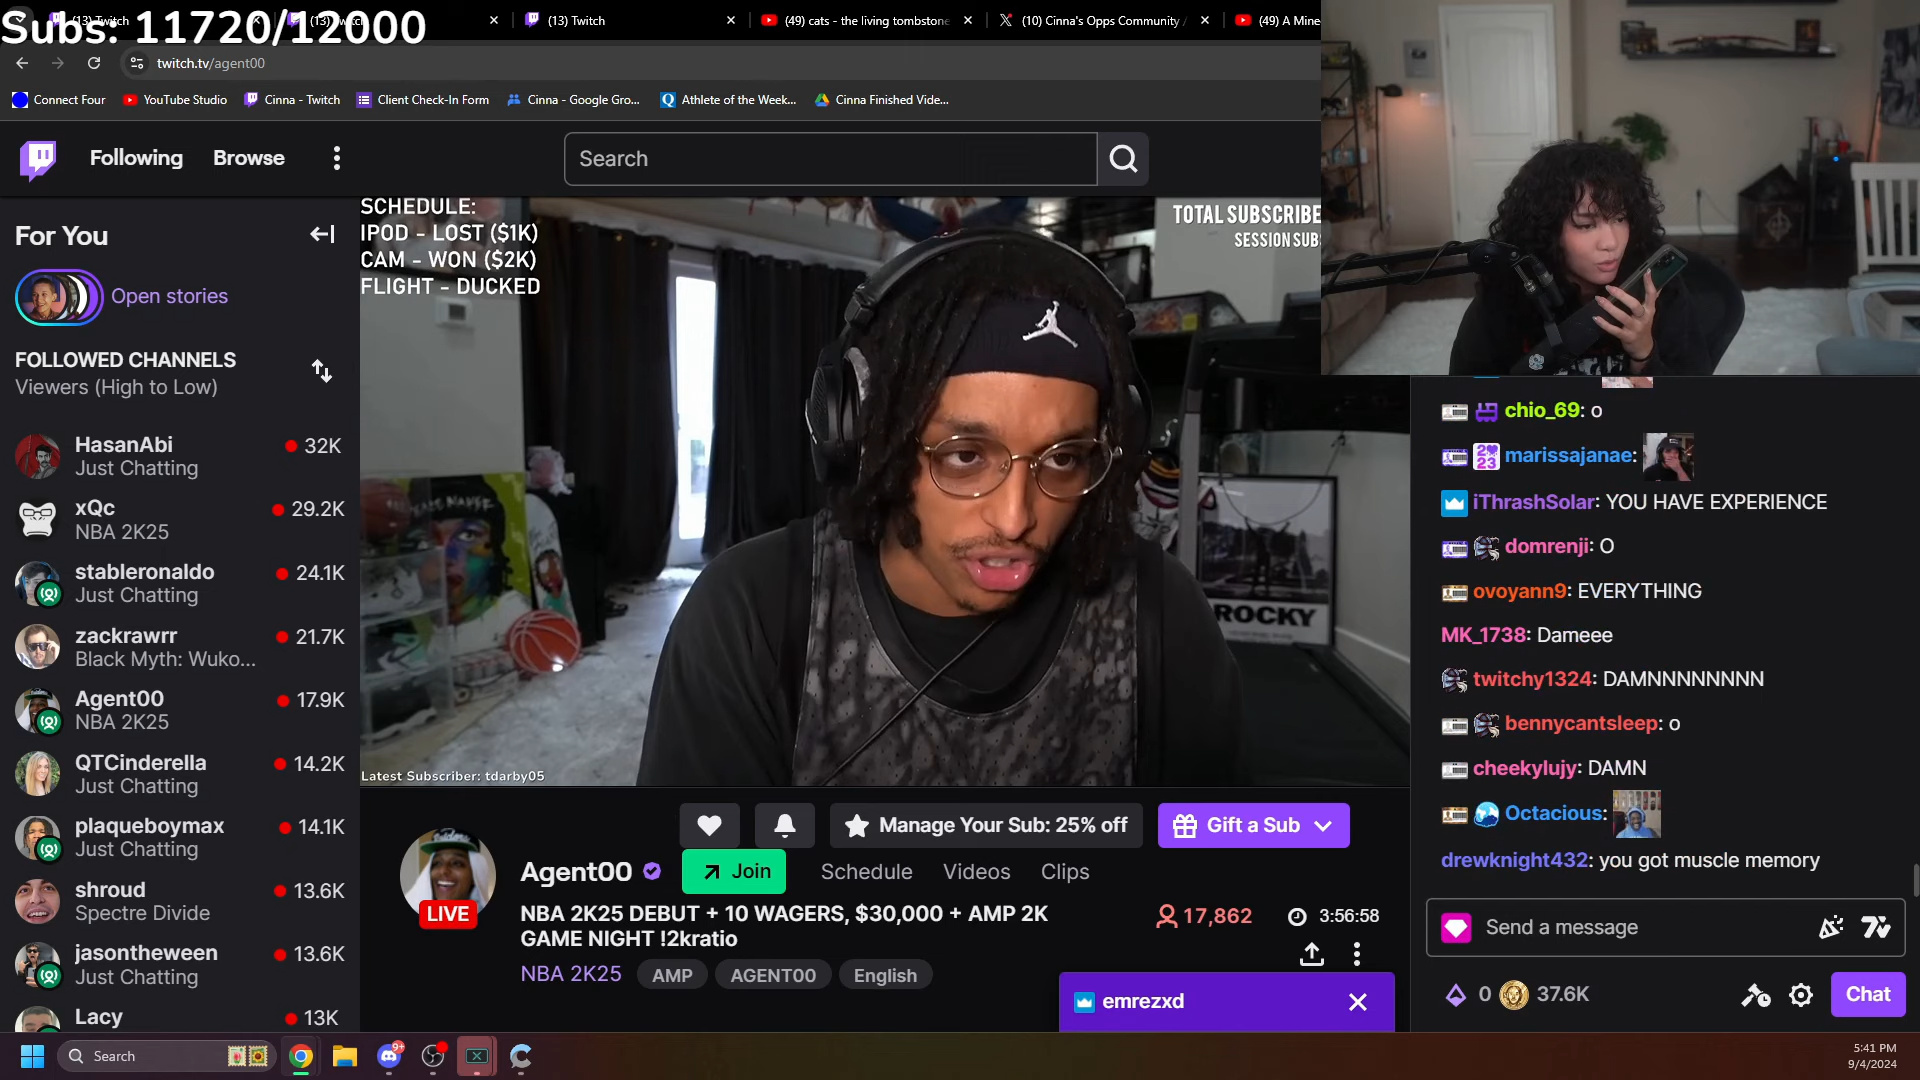 Subs: 11720/12000
(13) Twitch
(13) Twitch
(13) Twitch
(49) cats - the living tombstone
(10) Cinna's Opps Community /
(49) A Mine
twitch.tv/agent00
Connect Four
YouTube Studio
Cinna - Twitch
Client Check-In Form
Cinna - Google Gro...
Athlete of the Week...
Cinna Finished Vide...
Following
Browse
Search
For You
Open stories
FOLLOWED CHANNELS
Viewers (High to Low)
HasanAbi
32K
Just Chatting
xQc
29.2K
NBA 2K25
stableronaldo
24.1K
Just Chatting
zackrawrr
21.7K
Black Myth: Wuko...
Agent00
17.9K
NBA 2K25
QTCinderella
14.2K
Just Chatting
plaqueboymax
14.1K
Just Chatting
shroud
13.6K
Spectre Divide
jasontheween
13.6K
Just Chatting
Lacy
13K
SCHEDULE:
IPOD - LOST ($1K)
CAM - WON ($2K)
FLIGHT - DUCKED
TOTAL SUBSCRIBE
SESSION SUB
ROCKY
Latest Subscriber: tdarby05
Manage Your Sub: 25% off
Gift a Sub
LIVE
Agent00
Join
Schedule
Videos
Clips
NBA 2K25 DEBUT + 10 WAGERS, $30,000 + AMP 2K
GAME NIGHT !2kratio
17,862
3:56:58
NBA 2K25
AMP
AGENT00
English
emrezxd
chio_69: o
marissajanae:
iThrashSolar: YOU HAVE EXPERIENCE
domrenji: O
ovoyann9: EVERYTHING
MK_1738: Dameee
twitchy1324: DAMNNNNNNNN
bennycantsleep: o
cheekylujy: DAMN
Octacious:
drewknight432: you got muscle memory
Send a message
0
37.6K
Chat
Search
9+
5:41 PM
9/4/2024